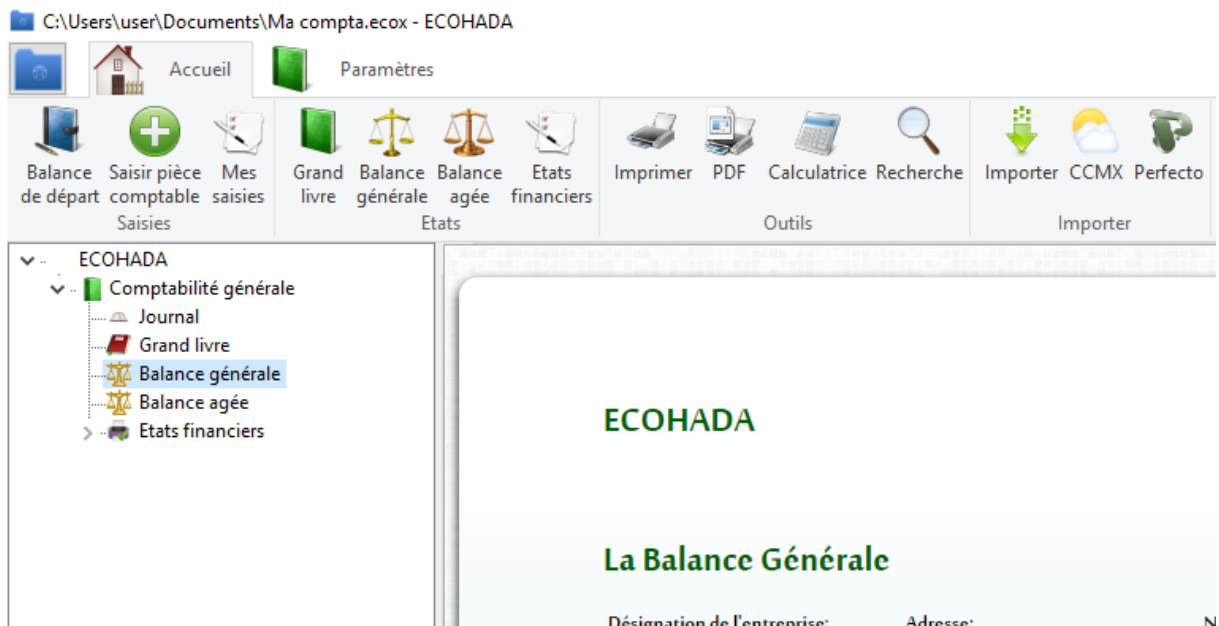 C:\Users\user\Documents\Ma compta.ecox - ECOHADA
Accueil Paramètres
Balance de départ
Saisir pièce comptable
Mes saisies
Grand livre
Balance générale
Balance agée
Etats financiers
Imprimer
PDF
Calculatrice
Recherche
Importer
CCMX
Perfecto
Saisies
Etats
Outils
Importer
ECOHADA
Comptabilité générale
Journal
Grand livre
Balance générale
Balance agée
Etats financiers
ECOHADA
La Balance Générale
Désignation de l'entreprise: Adresse: